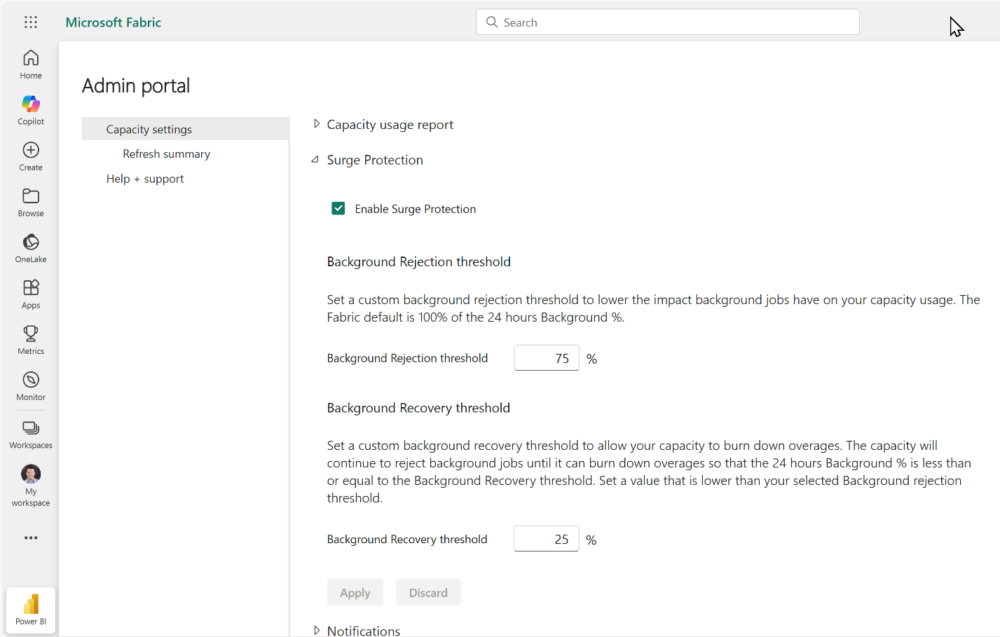 Microsoft Fabric
Search
Home
Copilot
Create
Browse
OneLake
Apps
Metrics
Monitor
Workspaces
My
workspace
Power BI
Admin portal
Capacity settings
Refresh summary
Help + support
Capacity usage report
Surge Protection
Enable Surge Protection
Background Rejection threshold
Set a custom background rejection threshold to lower the impact background jobs have on your capacity usage. The
Fabric default is 100% of the 24 hours Background %.
Background Rejection threshold 75 %
Background Recovery threshold
Set a custom background recovery threshold to allow your capacity to burn down overages. The capacity will
continue to reject background jobs until it can burn down overages so that the 24 hours Background % is less than
or equal to the Background Recovery threshold. Set a value that is lower than your selected Background rejection
threshold.
Background Recovery threshold 25 %
Apply Discard
Notifications